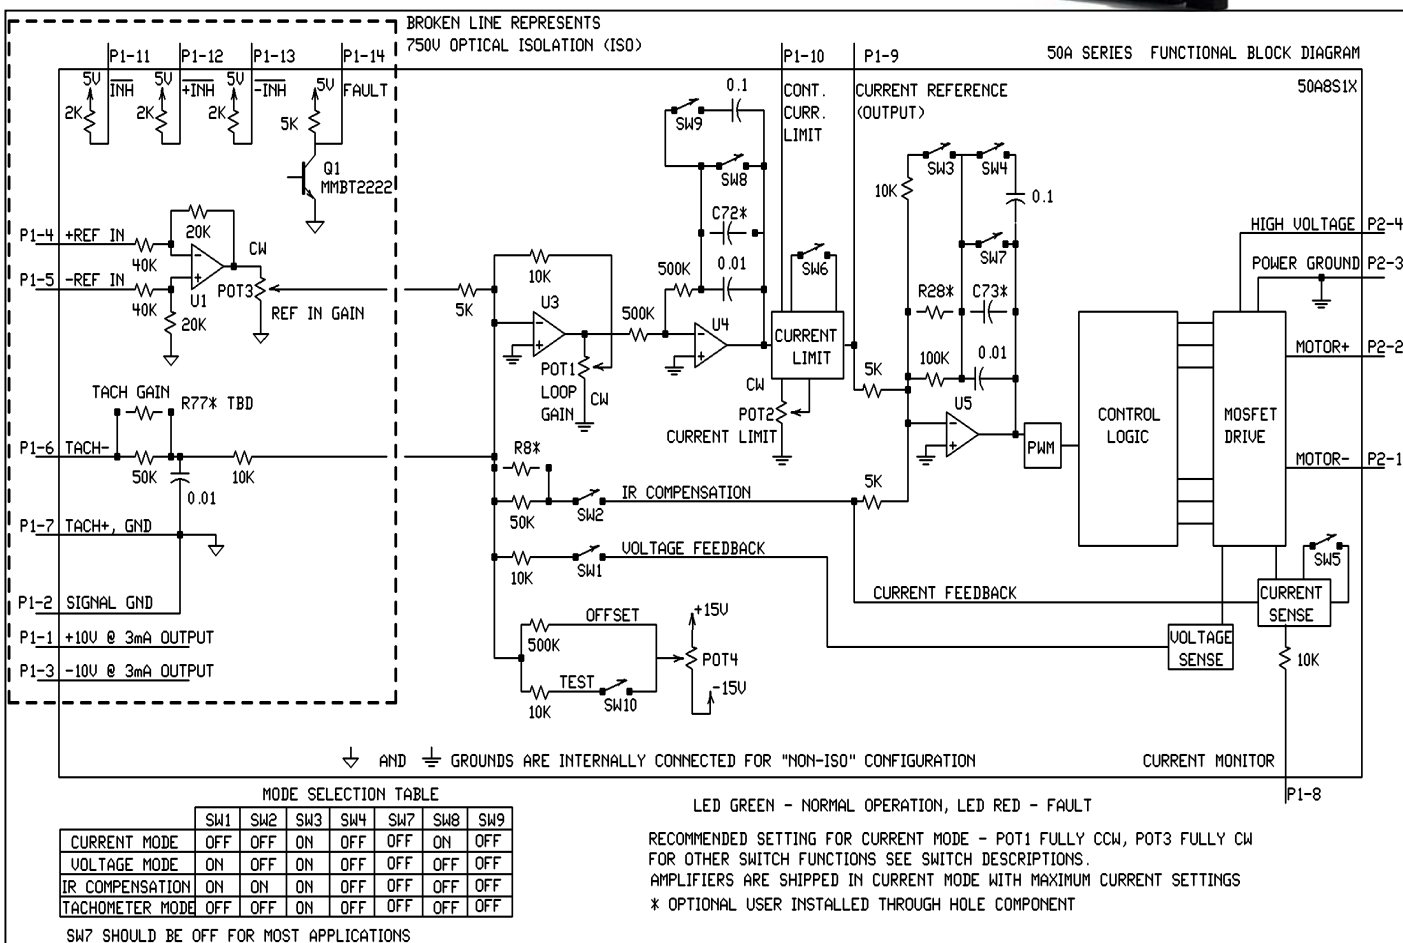 BROKEN LINE REPRESENTS
750V OPTICAL ISOLATION (ISO)
50A SERIES FUNCTIONAL BLOCK DIAGRAM
50A8S1X
P1-11
P1-12
P1-13
P1-14
P1-10
P1-9
5V
INH
5V
+INH
5V
-INH
5V
FAULT
2K
2K
2K
5K
Q1
MMBT2222
CONT.
CURR.
LIMIT
CURRENT REFERENCE
(OUTPUT)
0.1
SW9
SW8
C72*
0.01
500K
SW6
SW3
SW4
10K
0.1
SW7
R28*
C73*
100K
0.01
P1-4
+REF IN
20K
40K
CW
P1-5
-REF IN
40K
U1
20K
POT3
REF IN GAIN
5K
10K
U3
500K
U4
CURRENT
LIMIT
POT1
LOOP
GAIN
CW
CW
POT2
CURRENT LIMIT
5K
U5
PWM
CONTROL
LOGIC
MOSFET
DRIVE
HIGH VOLTAGE
P2-4
POWER GROUND
P2-3
MOTOR+
P2-2
MOTOR-
P2-1
TACH GAIN
R77* TBD
P1-6
TACH-
50K
0.01
10K
R8*
50K
SW2
IR COMPENSATION
5K
P1-7
TACH+, GND
10K
SW1
VOLTAGE FEEDBACK
SW5
CURRENT FEEDBACK
CURRENT
SENSE
P1-2
SIGNAL GND
P1-1
+10V @ 3mA OUTPUT
P1-3
-10V @ 3mA OUTPUT
OFFSET
500K
TEST
10K
SW10
+15V
POT4
-15V
VOLTAGE
SENSE
10K
AND
GROUNDS ARE INTERNALLY CONNECTED FOR "NON-ISO" CONFIGURATION
CURRENT MONITOR
P1-8
MODE SELECTION TABLE
SW1 SW2 SW3 SW4 SW7 SW8 SW9
CURRENT MODE OFF OFF ON OFF OFF ON OFF
VOLTAGE MODE ON OFF ON OFF OFF OFF OFF
IR COMPENSATION ON ON ON OFF OFF OFF OFF
TACHOMETER MODE OFF OFF ON OFF OFF OFF OFF
SW7 SHOULD BE OFF FOR MOST APPLICATIONS
LED GREEN - NORMAL OPERATION, LED RED - FAULT
RECOMMENDED SETTING FOR CURRENT MODE - POT1 FULLY CCW, POT3 FULLY CW
FOR OTHER SWITCH FUNCTIONS SEE SWITCH DESCRIPTIONS.
AMPLIFIERS ARE SHIPPED IN CURRENT MODE WITH MAXIMUM CURRENT SETTINGS
* OPTIONAL USER INSTALLED THROUGH HOLE COMPONENT